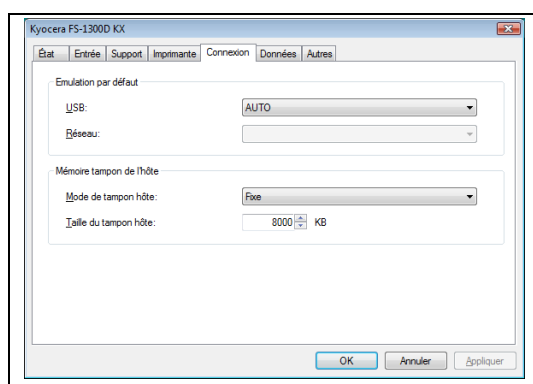 Kyocera FS-1300D KX
État Entrée Support Imprimante Connexion Données Autres
Emulation par défaut
USB: AUTO
Réseau:
Mémoire tampon de l'hôte
Mode de tampon hôte: Fixe
Taille du tampon hôte: 8000 KB
OK Annuler Appliquer